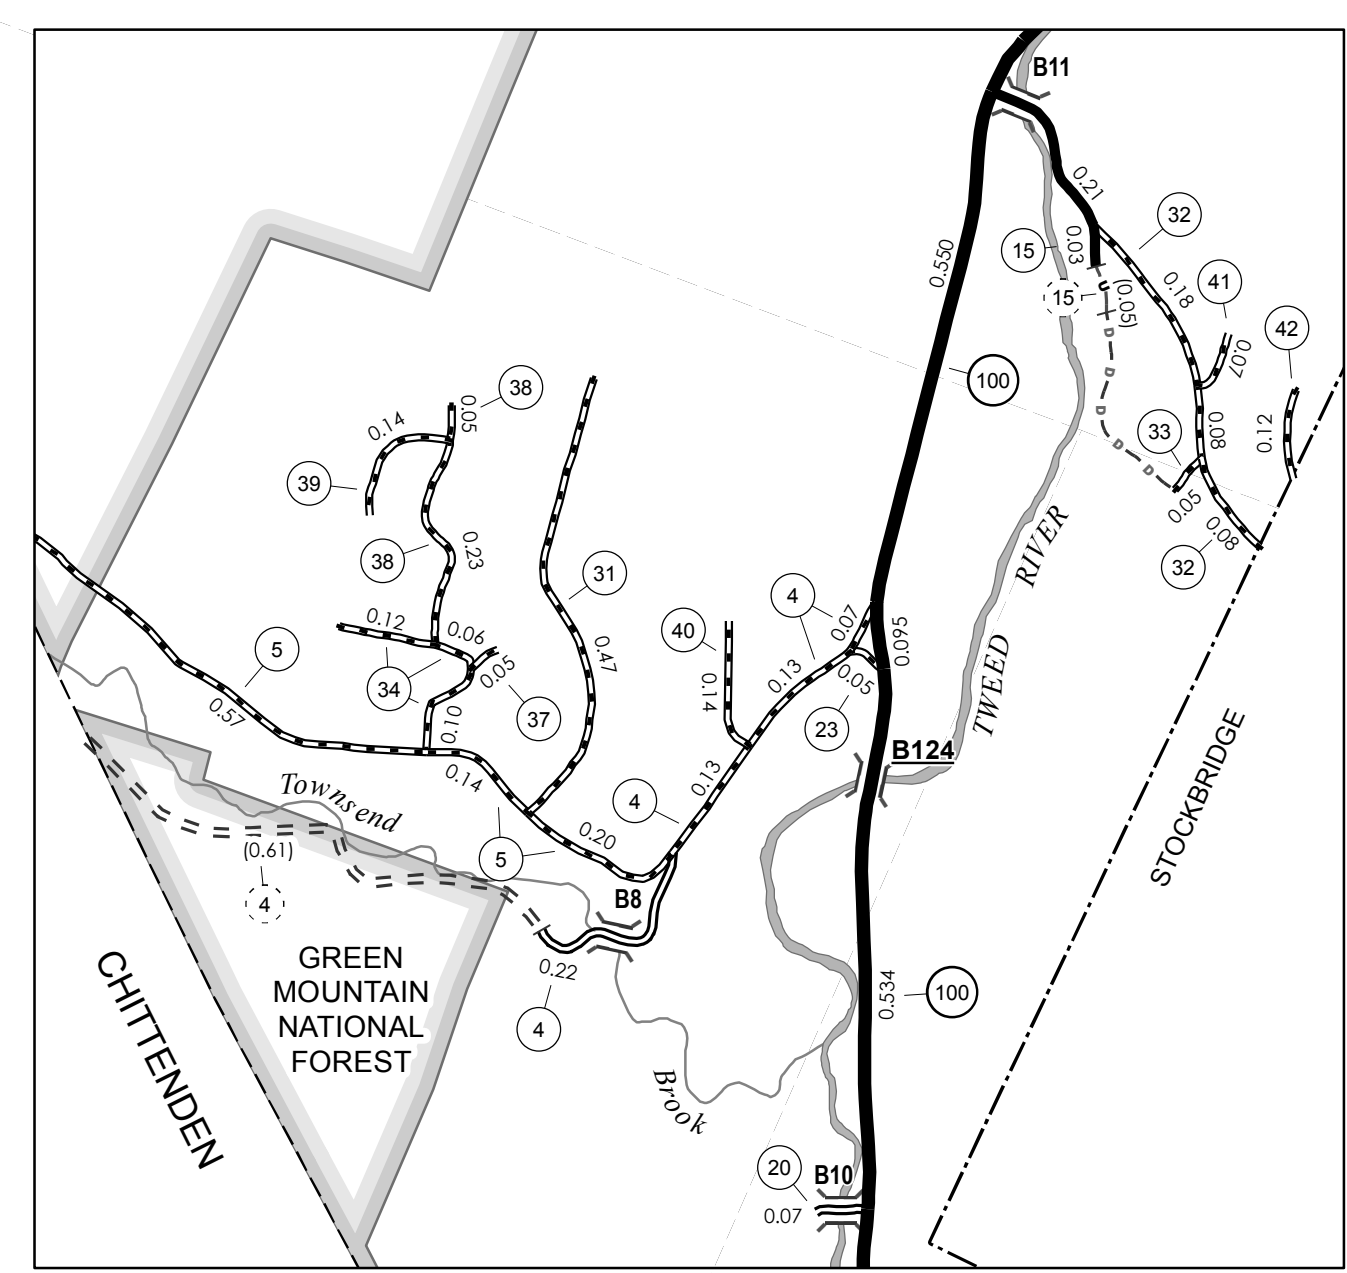 B11
0.21
32
0.550
15
0.03
0.18
41
15
U
(0.05)
42
D
0.07
D
100
38
0.05
0.14
D
33
0.08
0.12
D
D
39
0.05
0.08
32
RIVER
38
0.23
31
4
0.07
0.12
0.06
40
0.095
5
0.05
0.47
0.13
0.05
TWEED
34
0.14
0.57
0.10
37
23
B124
0.14
0.13
Townsend
4
STOCKBRIDGE
0.20
(0.61)
5
4
B8
GREEN
MOUNTAIN
NATIONAL
FOREST
0.22
4
0.534
100
CHITTENDEN
Brook
20
B10
0.07